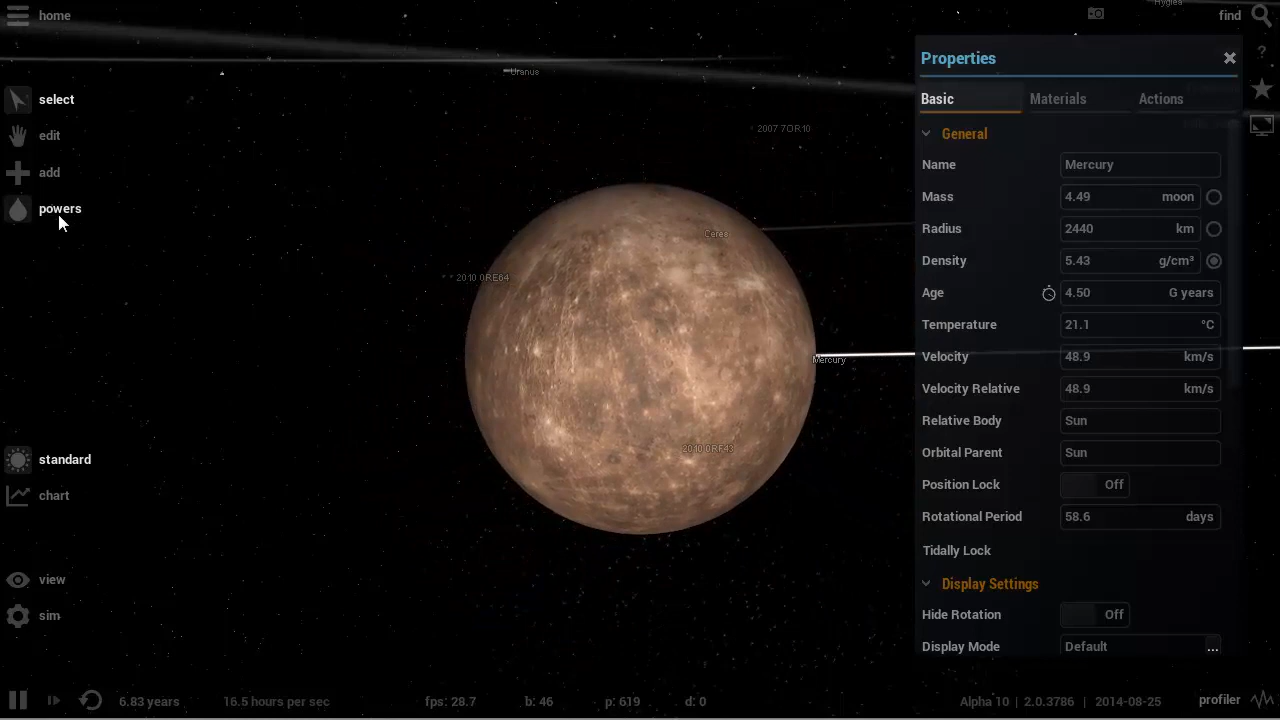 home
find
Hygiea
Uranus
Properties
?
select
Basic Materials Actions
2007 7OR10
edit
General
Name Mercury
add
Mass 4.49 moon
powers
Radius 2440 km
Ceres
Density 5.43 g/cm³
2010 0RE64
Age 4.50 G years
Temperature 21.1 °C
Velocity 48.9 km/s
Mercury
Velocity Relative 48.9 km/s
Relative Body Sun
2010 0RF43
Orbital Parent Sun
standard
Position Lock Off
chart
Rotational Period 58.6 days
Tidally Lock
view
Display Settings
sim
Hide Rotation Off
Display Mode Default ...
6.83 years 16.5 hours per sec fps: 28.7 b: 46 p: 619 d: 0 Alpha 10 | 2.0.3786 | 2014-08-25 profiler